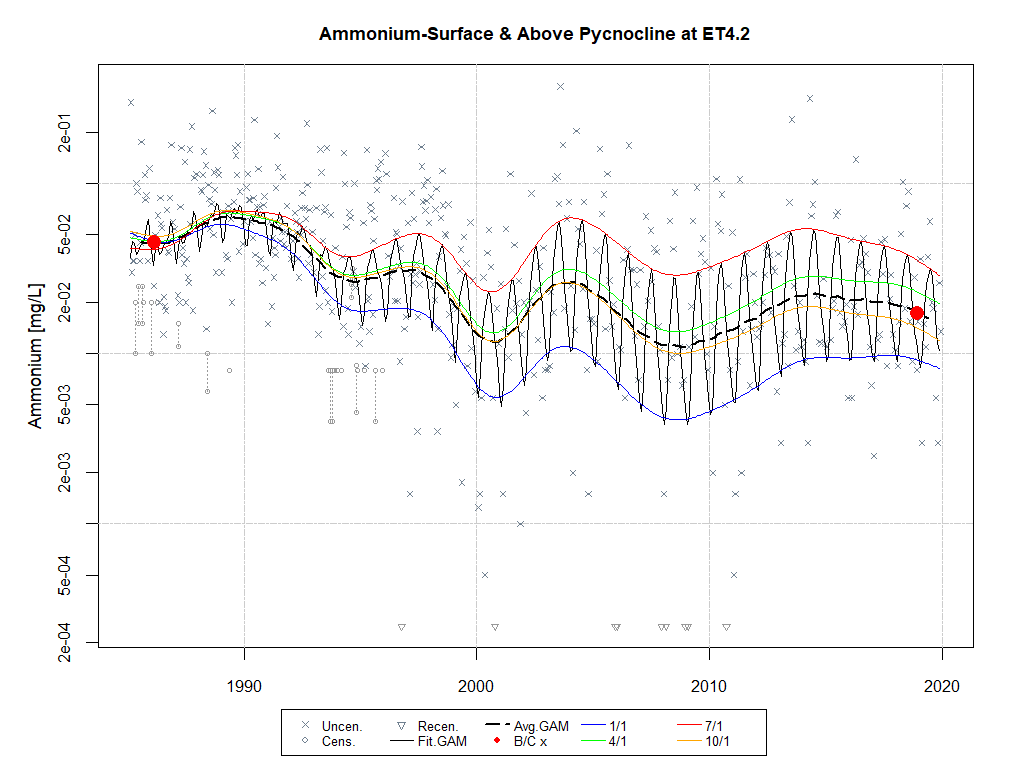 Ammonium-Surface & Above Pycnocline at ET4.2
Ammonium [mg/L]
2e-01
5e-02
2e-02
5e-03
2e-03
5e-04
2e-04
1990 2000 2010 2020
Uncen. Recen. Avg.GAM 1/1 7/1
Cens. Fit.GAM B/C x 4/1 10/1